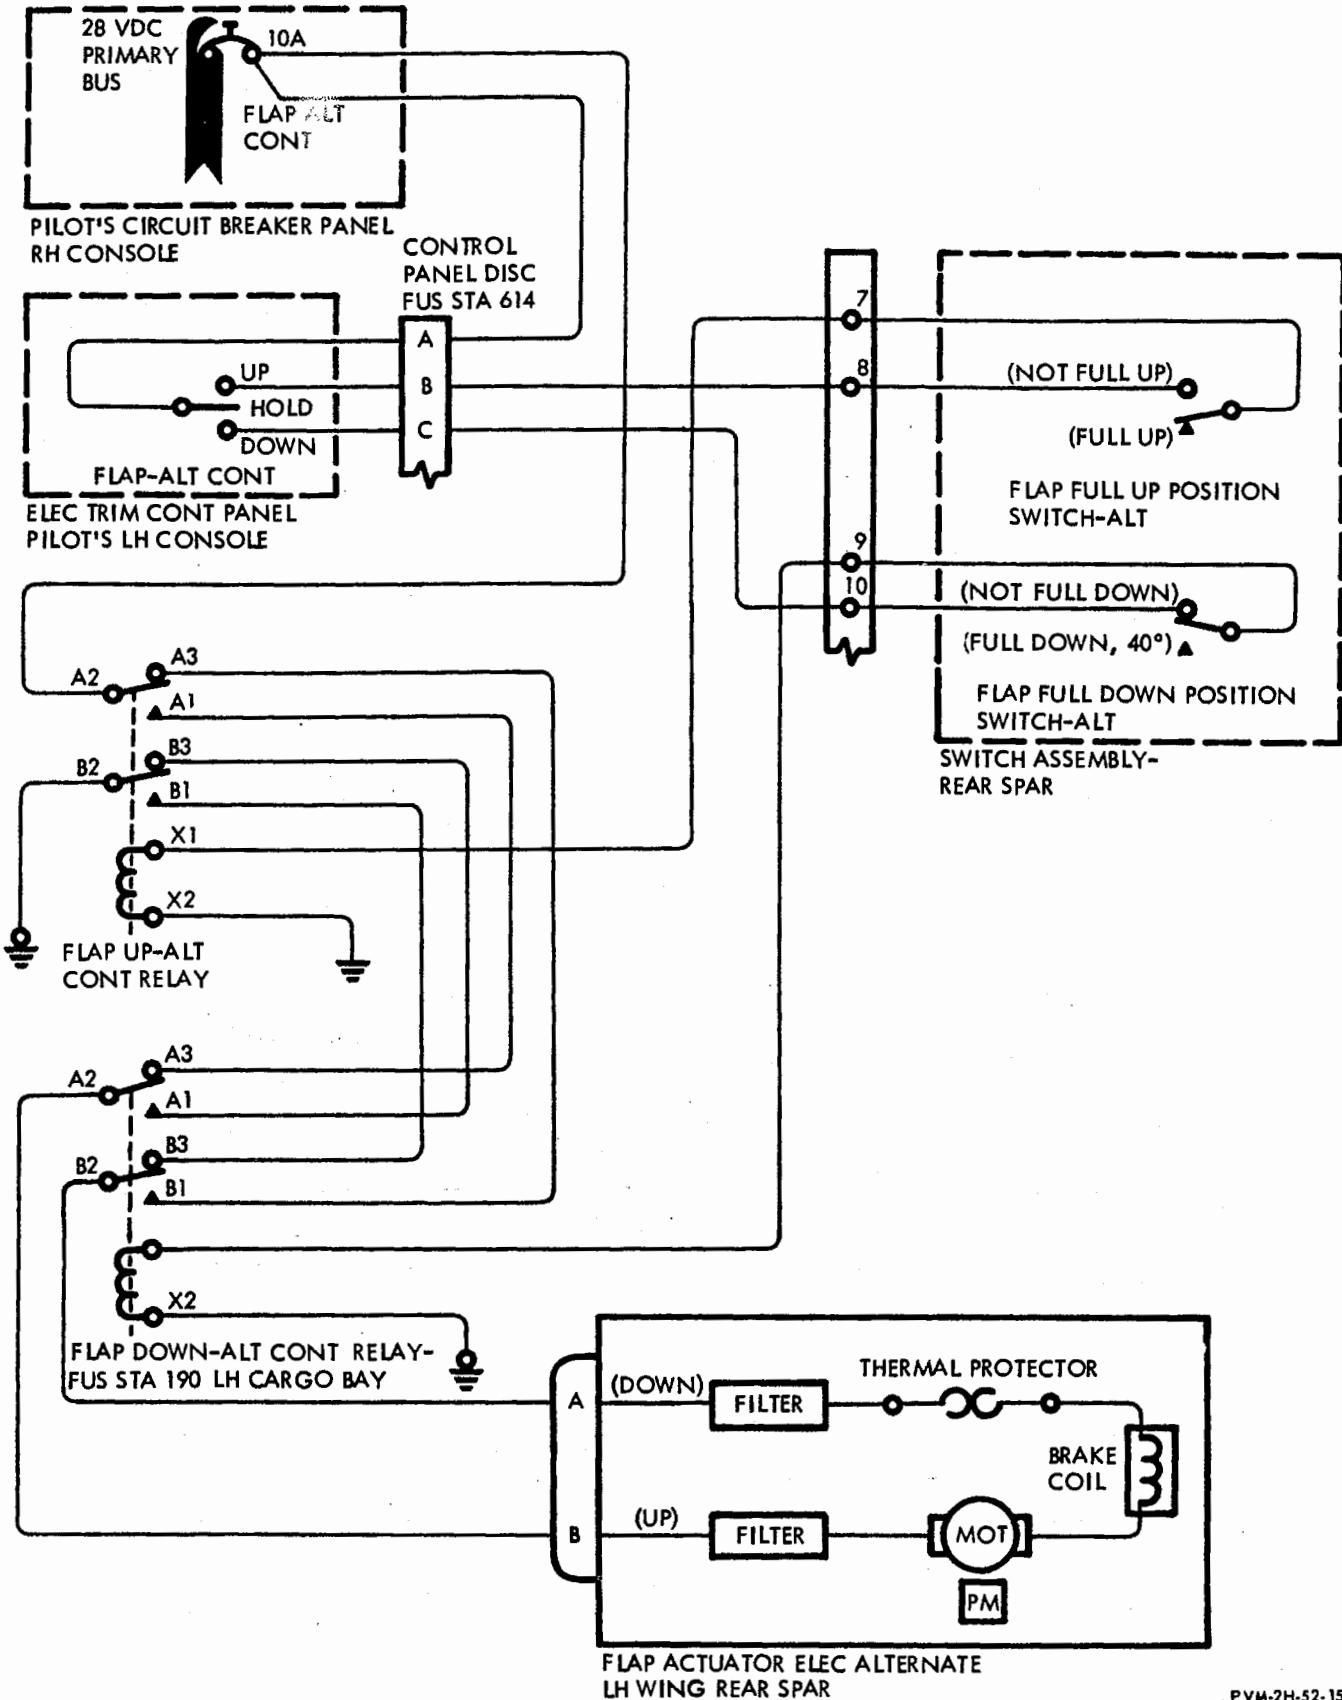 28 VDC
PRIMARY
BUS
10A
FLAP ALT
CONT
PILOT'S CIRCUIT BREAKER PANEL
RH CONSOLE
CONTROL
PANEL DISC
FUS STA 614
A
B
C
UP
HOLD
DOWN
FLAP-ALT CONT
ELEC TRIM CONT PANEL
PILOT'S LH CONSOLE
7
8
9
10
(NOT FULL UP)
(FULL UP)
FLAP FULL UP POSITION
SWITCH-ALT
(NOT FULL DOWN)
(FULL DOWN, 40°)
FLAP FULL DOWN POSITION
SWITCH-ALT
SWITCH ASSEMBLY-
REAR SPAR
A2
A3
A1
B2
B3
B1
X1
X2
FLAP UP-ALT
CONT RELAY
A2
A3
A1
B2
B3
B1
X2
FLAP DOWN-ALT CONT RELAY-
FUS STA 190 LH CARGO BAY
A
(DOWN)
FILTER
THERMAL PROTECTOR
BRAKE
COIL
B
(UP)
FILTER
MOT
PM
FLAP ACTUATOR ELEC ALTERNATE
LH WING REAR SPAR